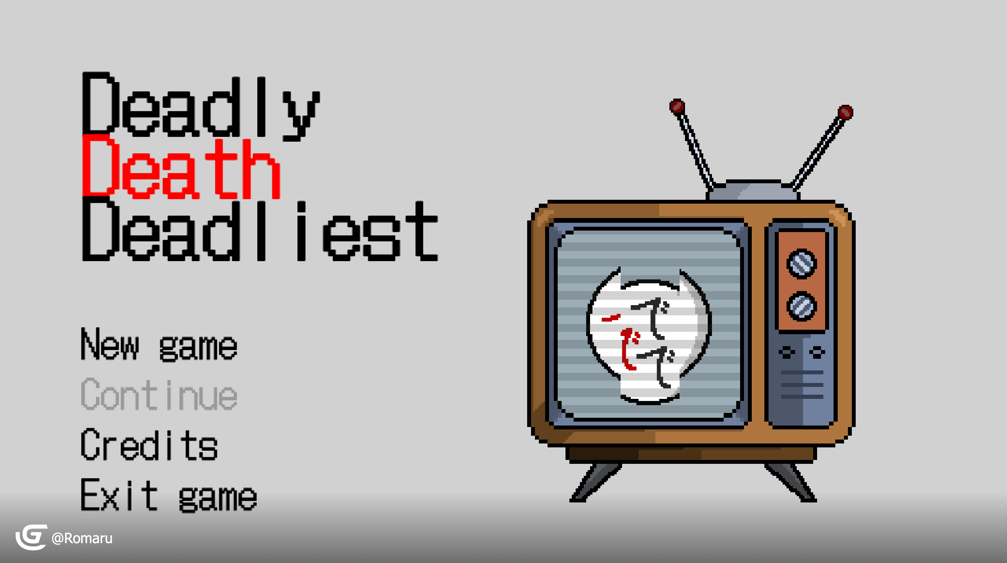 Deadly
Death
Deadliest
New game
Continue
Credits
Exit game
で
で
で
@Romaru